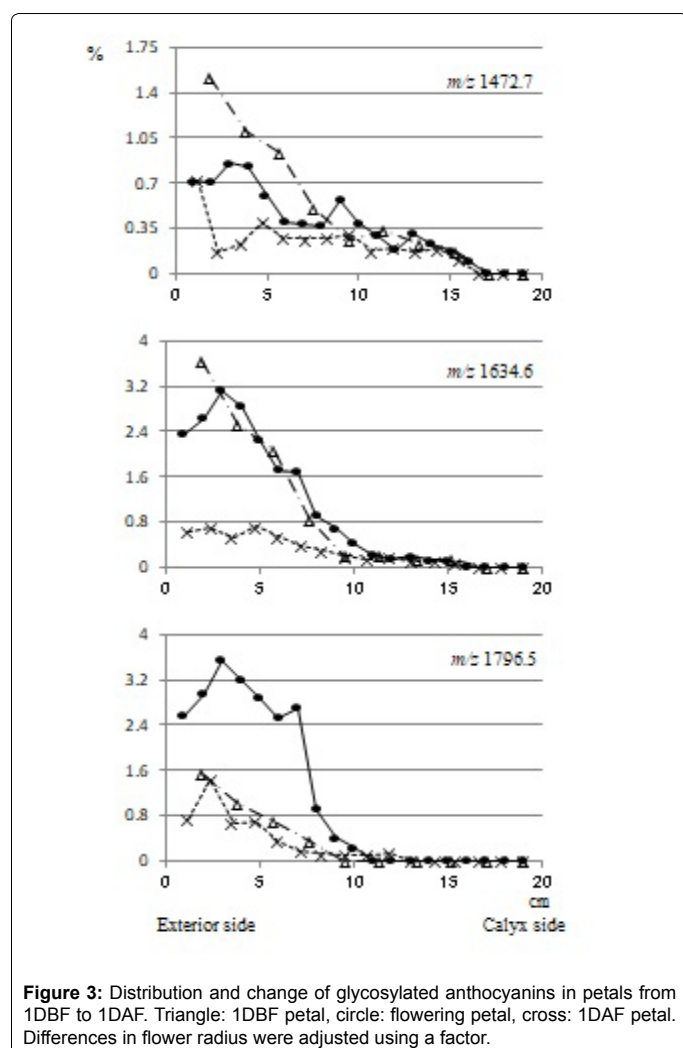 %
1.75
1.4
1.05
0.7
0.35
0
m/z 1472.7
0 5 10 15 20
4
3.2
2.4
1.6
0.8
0
m/z 1634.6
0 5 10 15 20
4
3.2
2.4
1.6
0.8
0
m/z 1796.5
0 5 10 15 20
cm
Exterior side Calyx side
Figure 3: Distribution and change of glycosylated anthocyanins in petals from
1DBF to 1DAF. Triangle: 1DBF petal, circle: flowering petal, cross: 1DAF petal.
Differences in flower radius were adjusted using a factor.